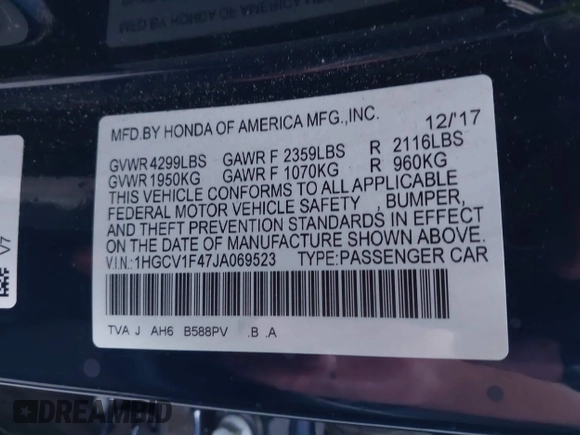 MFD.BY HONDA OF AMERICA MFG.,INC. 12/'17
GVWR 4299LBS GAWR F 2359LBS R 2116LBS
GVWR 1950KG GAWR F 1070KG R 960KG
THIS VEHICLE CONFORMS TO ALL APPLICABLE
FEDERAL MOTOR VEHICLE SAFETY , BUMPER,
AND THEFT PREVENTION STANDARDS IN EFFECT
ON THE DATE OF MANUFACTURE SHOWN ABOVE.
V.I.N.:1HGCV1F47JA069523 TYPE:PASSENGER CAR
TVA J AH6 B588PV .B .A
V7
DREAMBID